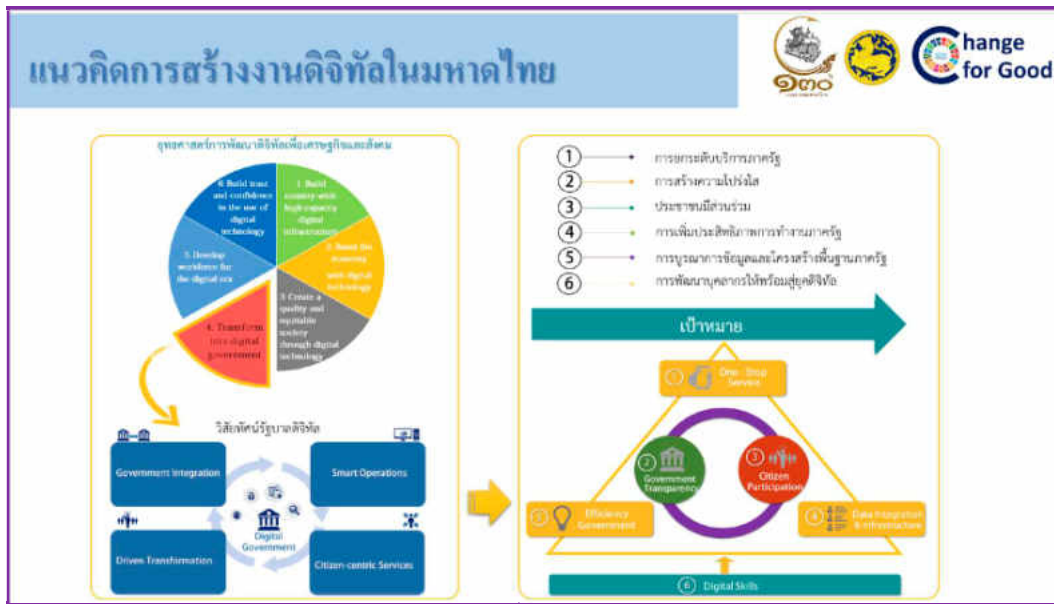 แนวคิดการสร้างงานดิจิทัลในมหาดไทย
๑๓๐
Change
for Good
ยุทธศาสตร์การพัฒนาดิจิทัลเพื่อเศรษฐกิจและสังคม
6. Build trust
and confidence
in the use of
digital
technology
1. Build
country-wide
high-capacity
digital
infrastructure
5. Develop
workforce for
the digital era
2. Boost the
economy
with digital
technology
4. Transform
into digital
government
3. Create a
quality and
equitable
society
through digital
technology
วิสัยทัศน์รัฐบาลดิจิทัล
Government Integration
Smart Operations
Digital
Government
Driven Transformation
Citizen-centric Services
1 การยกระดับบริการภาครัฐ
2 การสร้างความโปร่งใส
3 ประชาชนมีส่วนร่วม
4 การเพิ่มประสิทธิภาพการทำงานภาครัฐ
5 การบูรณาการข้อมูลและโครงสร้างพื้นฐานภาครัฐ
6 การพัฒนาบุคลากรให้พร้อมสู่ยุคดิจิทัล
เป้าหมาย
1 One - Stop
Service
2 Government
Transparency
3 Citizen
Participation
Efficiency
Government
4 Data Integration
& Infrastructure
6 Digital Skills